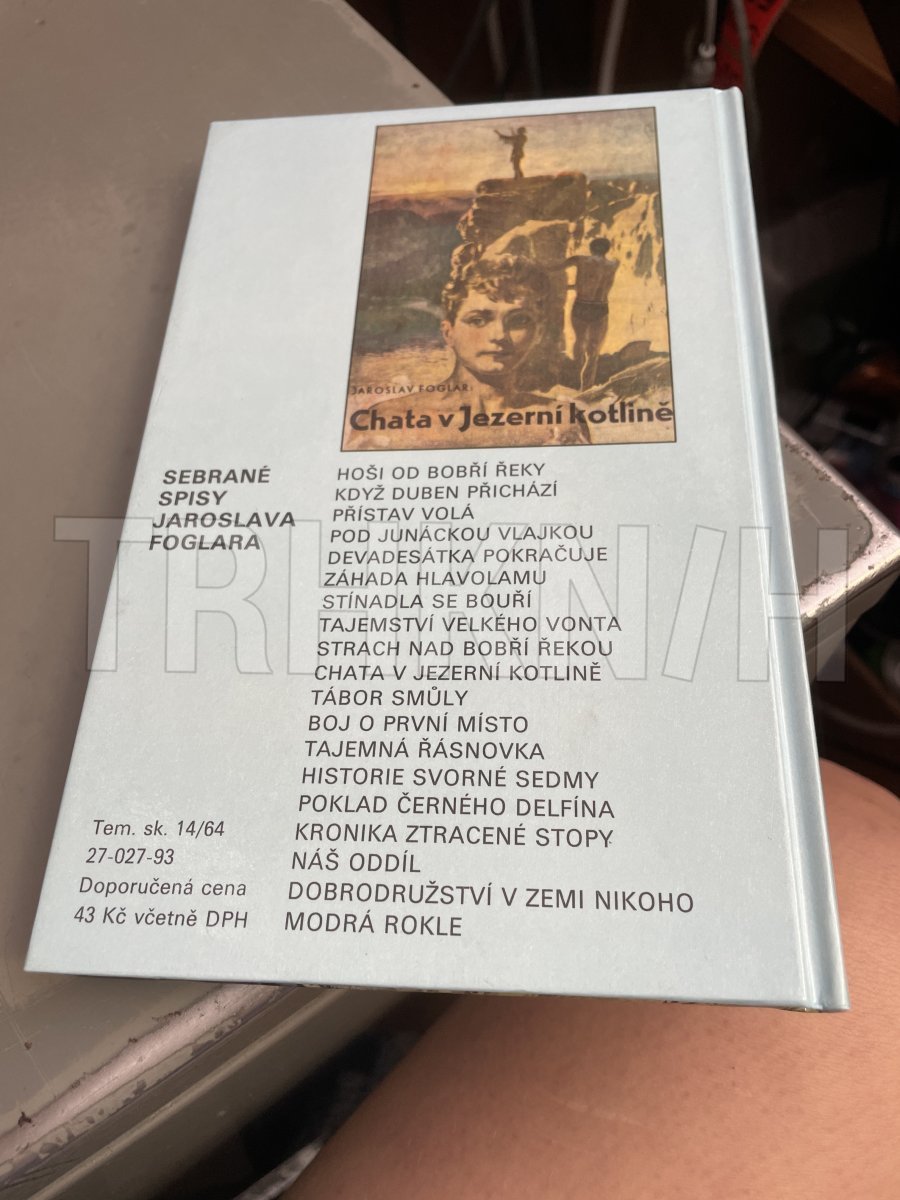 JAROSLAV FOGLAR:
Chata v Jezerní kotlině
SEBRANÉ
SPISY
JAROSLAVA
FOGLARA
HOŠI OD BOBŘÍ ŘEKY
KDYŽ DUBEN PŘICHÁZÍ
PŘÍSTAV VOLÁ
POD JUNÁCKOU VLAJKOU
DEVADESÁTKA POKRAČUJE
ZÁHADA HLAVOLAMU
STÍNADLA SE BOUŘÍ
TAJEMSTVÍ VELKÉHO VONTA
STRACH NAD BOBŘÍ ŘEKOU
CHATA V JEZERNÍ KOTLINĚ
TÁBOR SMŮLY
BOJ O PRVNÍ MÍSTO
TAJEMNÁ ŘÁSNOVKA
HISTORIE SVORNÉ SEDMY
POKLAD ČERNÉHO DELFÍNA
KRONIKA ZTRACENÉ STOPY
NÁŠ ODDÍL
DOBRODRUŽSTVÍ V ZEMI NIKOHO
MODRÁ ROKLE
Tem. sk. 14/64
27-027-93
Doporučená cena
43 Kč včetně DPH
TRHKN/H